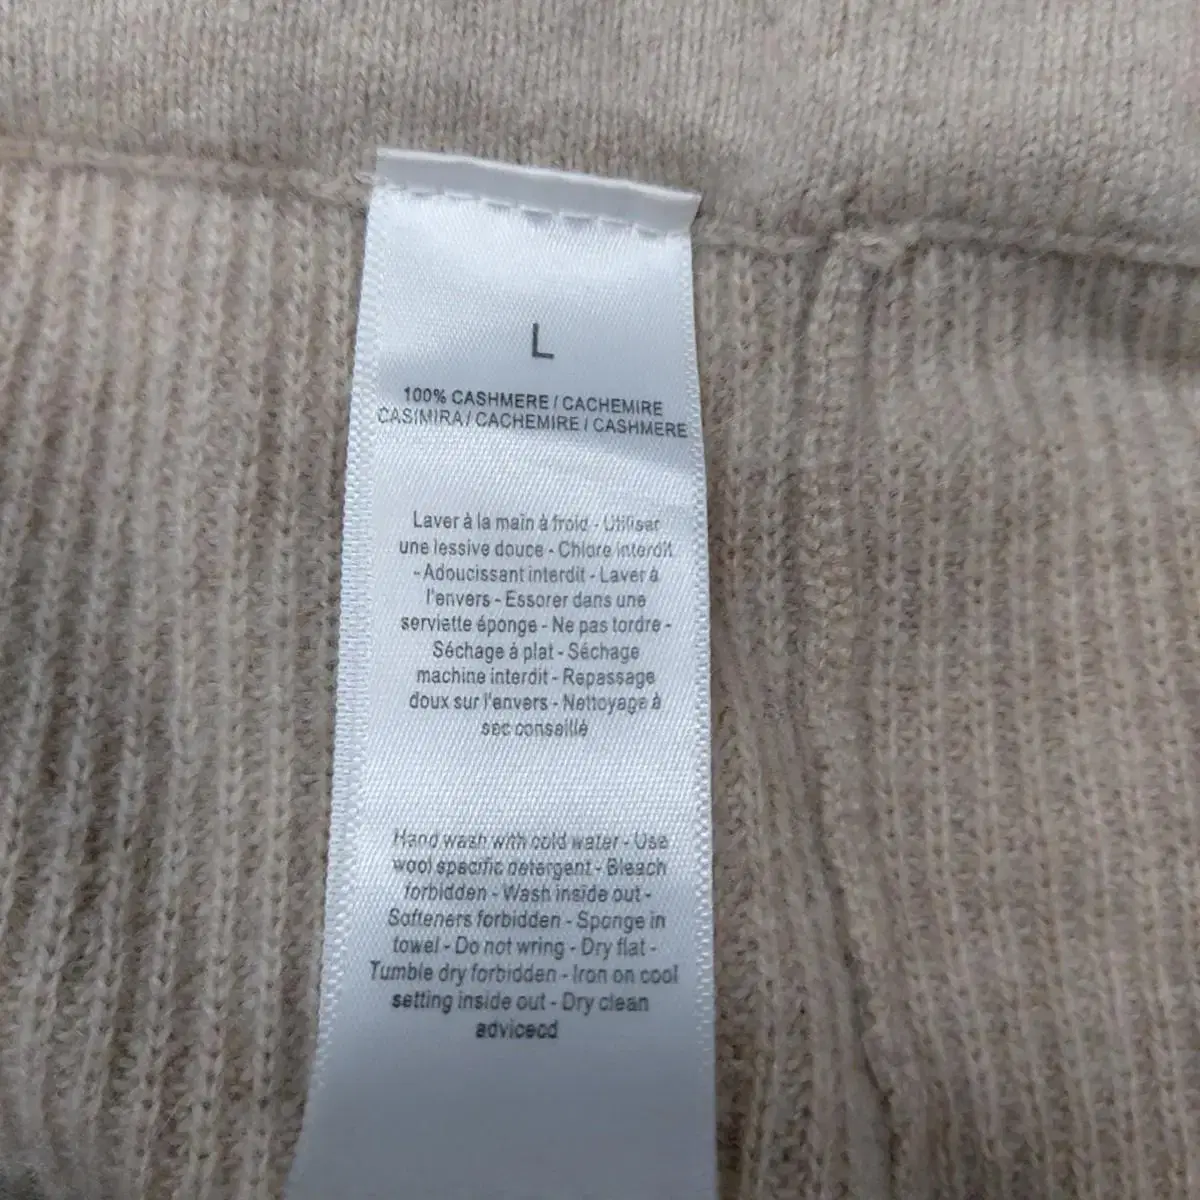 L
100% CASHMERE / CACHEMIRE
CASIMIRA / CACHEMIRE / CASHMERE
Laver à la main à froid - Utiliser
une lessive douce - Chlore interdit
- Adoucissant interdit - Laver à
l'envers - Essorer dans une
serviette éponge - Ne pas tordre -
Séchage à plat - Séchage
machine interdit - Repassage
doux sur l'envers - Nettoyage à
sec conseillé
Hand wash with cold water - Use
wool specific detergent - Bleach
forbidden - Wash inside out -
Softeners forbidden - Sponge in
towel - Do not wring - Dry flat -
Tumble dry forbidden - Iron on cool
setting inside out - Dry clean
adviced